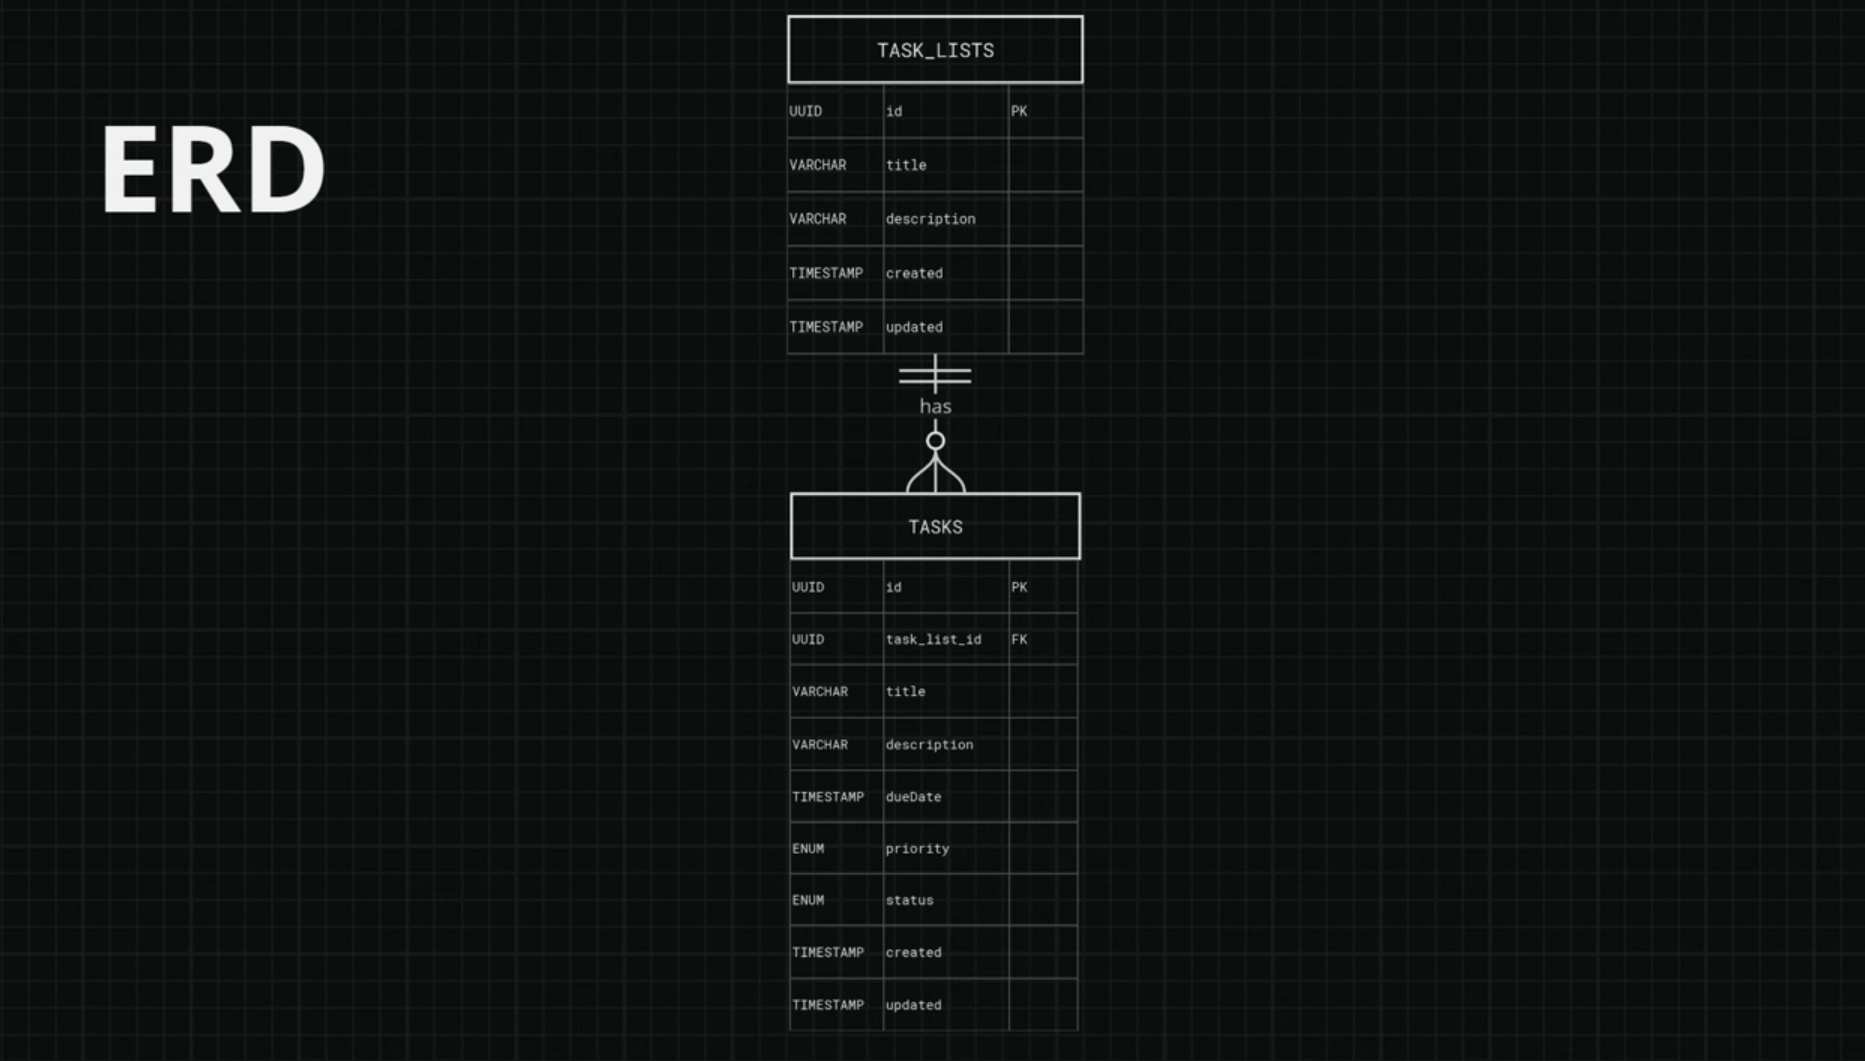 ERD
TASK_LISTS
UUID id PK
VARCHAR title
VARCHAR description
TIMESTAMP created
TIMESTAMP updated
has
TASKS
UUID id PK
UUID task_list_id FK
VARCHAR title
VARCHAR description
TIMESTAMP dueDate
ENUM priority
ENUM status
TIMESTAMP created
TIMESTAMP updated